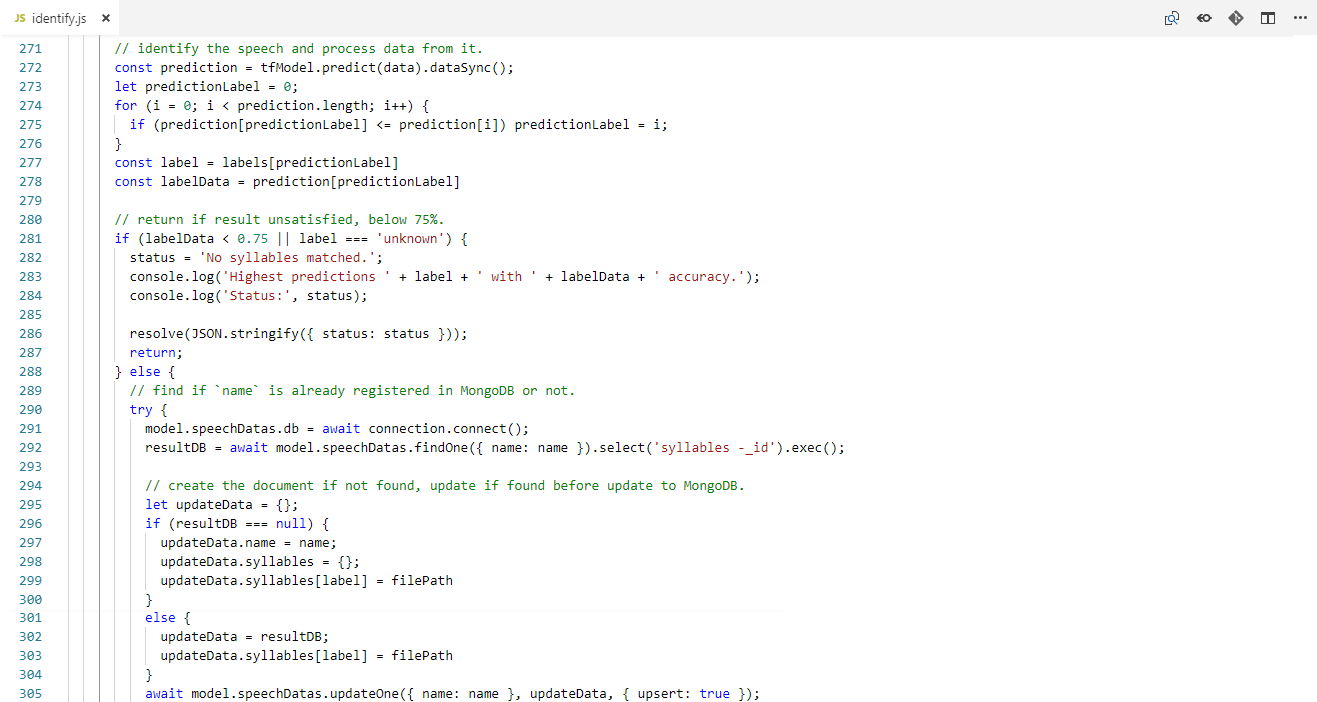 JS identify.js ×
271 // identify the speech and process data from it.
272 const prediction = tfModel.predict(data).dataSync();
273 let predictionLabel = 0;
274 for (i = 0; i < prediction.length; i++) {
275 if (prediction[predictionLabel] <= prediction[i]) predictionLabel = i;
276 }
277 const label = labels[predictionLabel]
278 const labelData = prediction[predictionLabel]
279
280 // return if result unsatisfied, below 75%.
281 if (labelData < 0.75 || label === 'unknown') {
282 status = 'No syllables matched.';
283 console.log('Highest predictions ' + label + ' with ' + labelData + ' accuracy.');
284 console.log('Status:', status);
285
286 resolve(JSON.stringify({ status: status }));
287 return;
288 } else {
289 // find if `name` is already registered in MongoDB or not.
290 try {
291 model.speechDatas.db = await connection.connect();
292 resultDB = await model.speechDatas.findOne({ name: name }).select('syllables -_id').exec();
293
294 // create the document if not found, update if found before update to MongoDB.
295 let updateData = {};
296 if (resultDB === null) {
297 updateData.name = name;
298 updateData.syllables = {};
299 updateData.syllables[label] = filePath
300 }
301 else {
302 updateData = resultDB;
303 updateData.syllables[label] = filePath
304 }
305 await model.speechDatas.updateOne({ name: name }, updateData, { upsert: true });